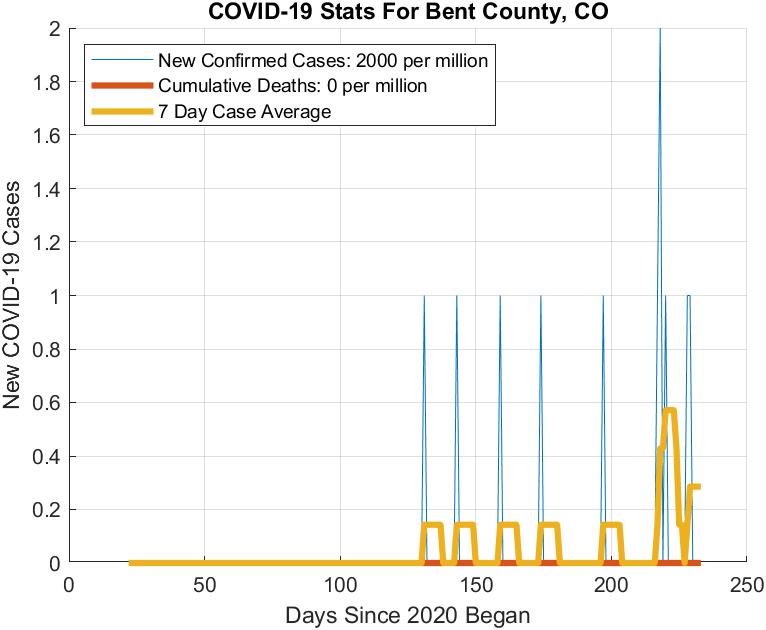 COVID-19 Stats For Bent County, CO
New Confirmed Cases: 2000 per million
Cumulative Deaths: 0 per million
7 Day Case Average
New COVID-19 Cases
2
1.8
1.6
1.4
1.2
1
0.8
0.6
0.4
0.2
0
0 50 100 150 200 250
Days Since 2020 Began